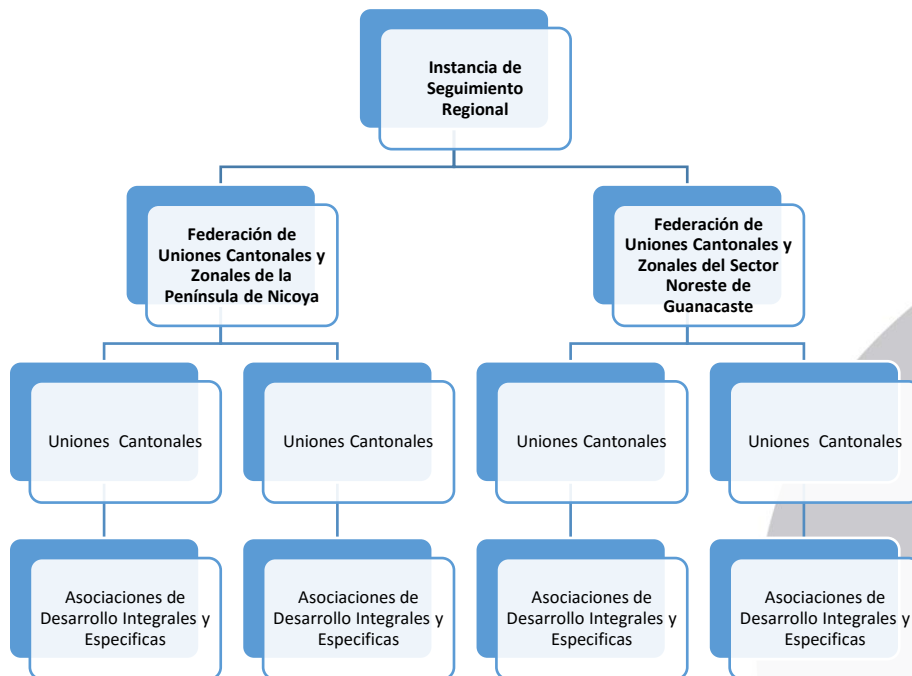 Instancia de
Seguimiento
Regional
Federación de
Uniones Cantonales y
Zonales de la
Península de Nicoya
Federación de
Uniones Cantonales y
Zonales del Sector
Noreste de
Guanacaste
Uniones Cantonales
Uniones Cantonales
Uniones Cantonales
Uniones Cantonales
Asociaciones de
Desarrollo Integrales y
Especificas
Asociaciones de
Desarrollo Integrales y
Especificas
Asociaciones de
Desarrollo Integrales y
Especificas
Asociaciones de
Desarrollo Integrales y
Especificas